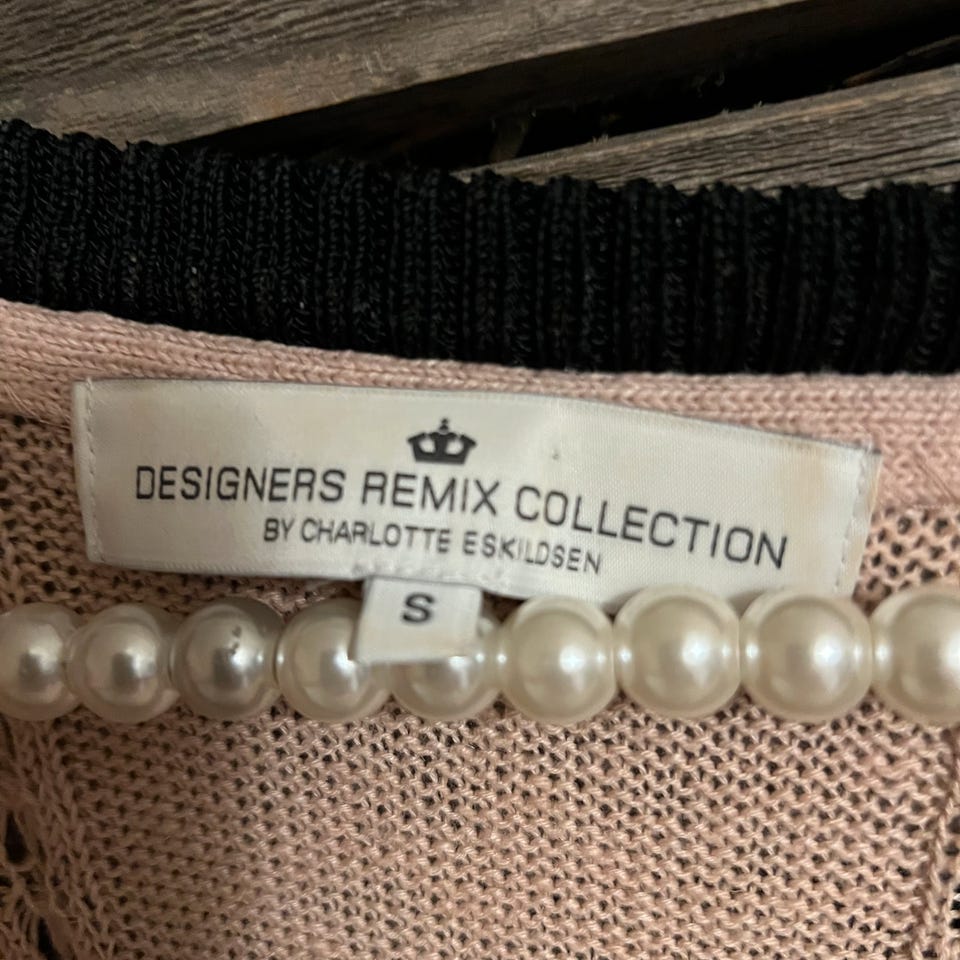 DESIGNERS REMIX COLLECTION
BY CHARLOTTE ESKILDSEN
S